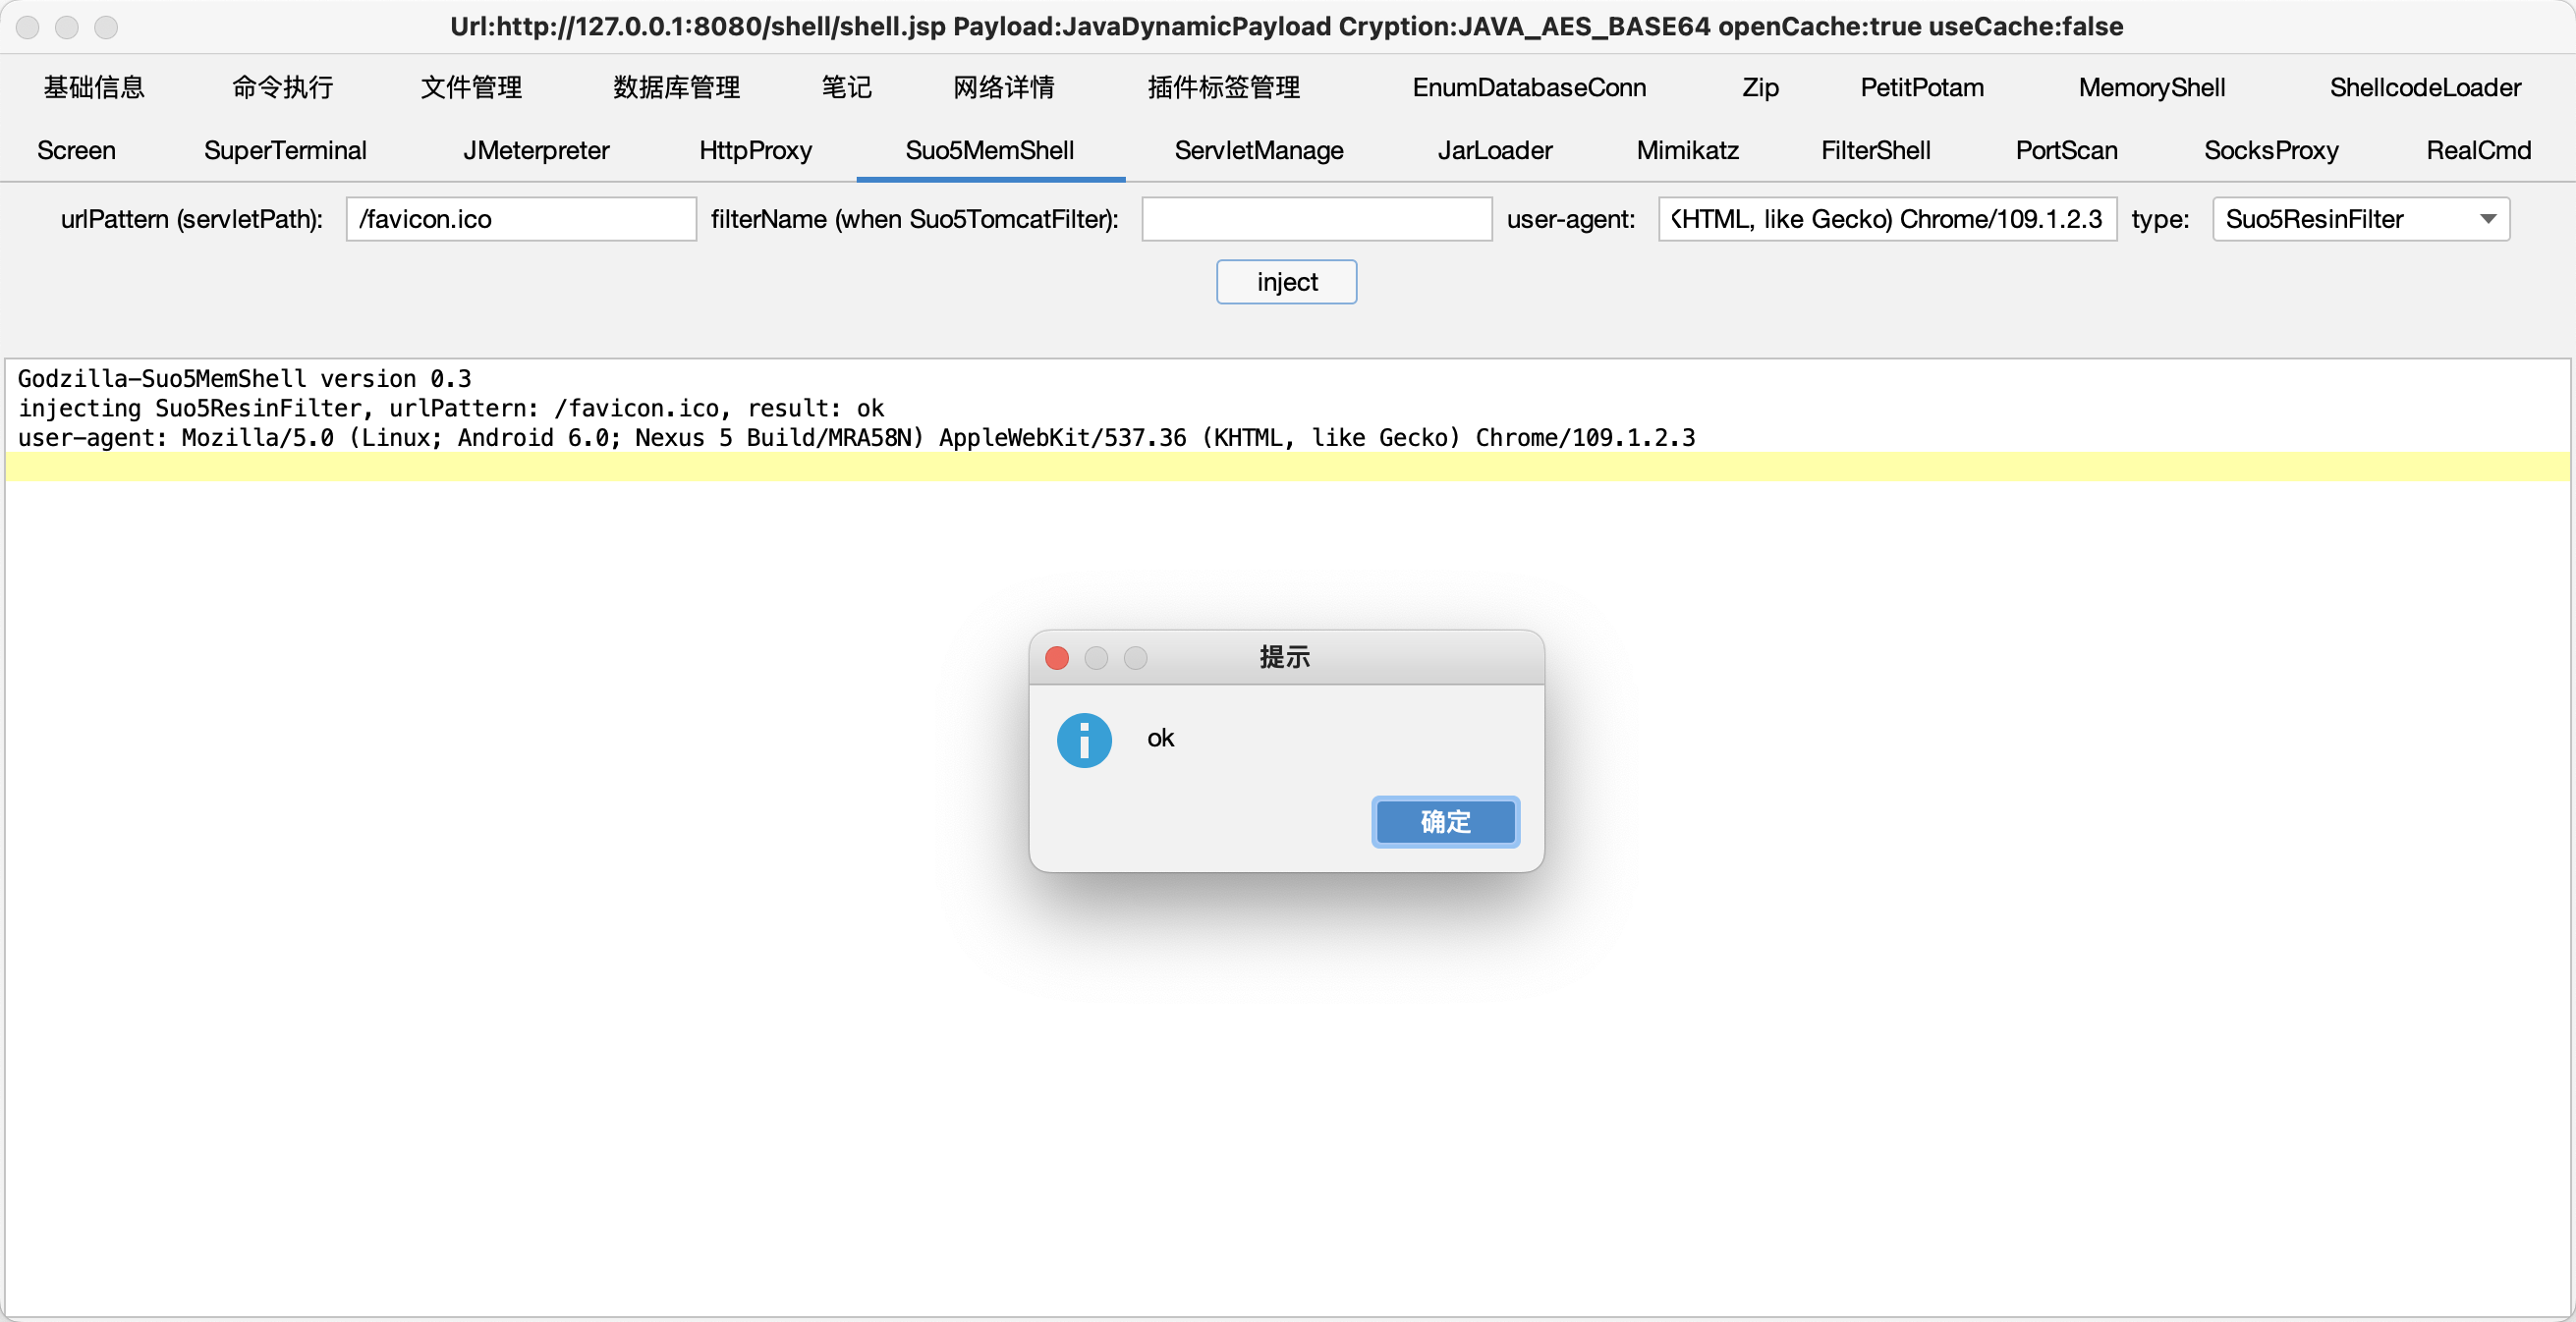 Url:http://127.0.0.1:8080/shell/shell.jsp Payload:JavaDynamicPayload Cryption:JAVA_AES_BASE64 openCache:true useCache:false
基础信息 命令执行 文件管理 数据库管理 笔记 网络详情 插件标签管理 EnumDatabaseConn Zip PetitPotam MemoryShell ShellcodeLoader
Screen SuperTerminal JMeterpreter HttpProxy Suo5MemShell ServletManage JarLoader Mimikatz FilterShell PortScan SocksProxy RealCmd
urlPattern (servletPath): /favicon.ico filterName (when Suo5TomcatFilter): user-agent: KHTML, like Gecko) Chrome/109.1.2.3 type: Suo5ResinFilter
inject
Godzilla-Suo5MemShell version 0.3
injecting Suo5ResinFilter, urlPattern: /favicon.ico, result: ok
user-agent: Mozilla/5.0 (Linux; Android 6.0; Nexus 5 Build/MRA58N) AppleWebKit/537.36 (KHTML, like Gecko) Chrome/109.1.2.3
提示
ok
确定